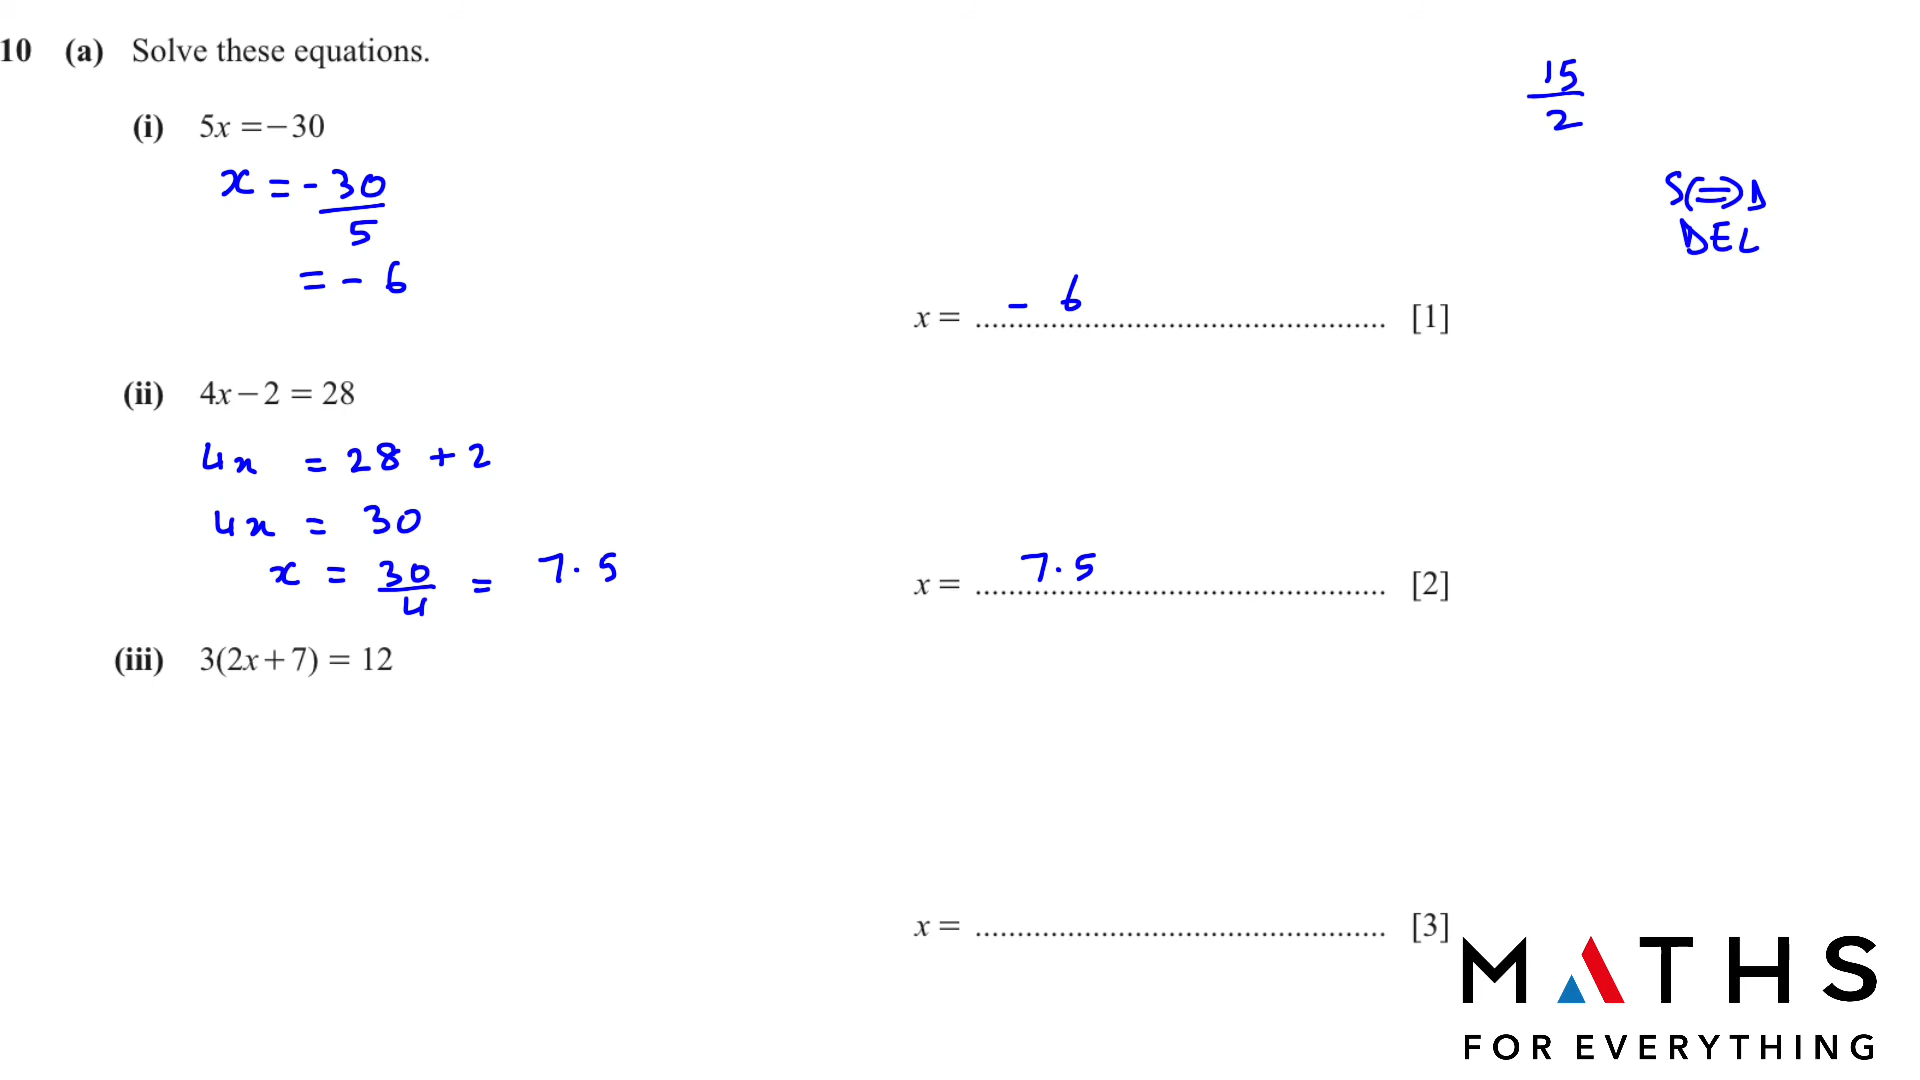 10 (a) Solve these equations.
15/2
(i) 5x = −30
x = -30/5
= - 6
S⇔D
DEL
x = - 6 [1]
(ii) 4x − 2 = 28
4x = 28 + 2
4x = 30
x = 30/4 = 7.5
x = 7.5 [2]
(iii) 3(2x + 7) = 12
x = [3]
MATHS
FOR EVERYTHING